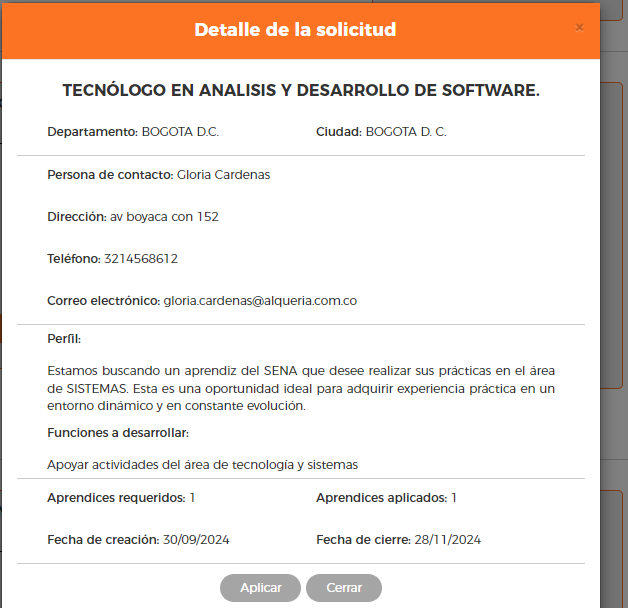 Detalle de la solicitud ×
TECNÓLOGO EN ANALISIS Y DESARROLLO DE SOFTWARE.
Departamento: BOGOTA D.C. Ciudad: BOGOTA D. C.
Persona de contacto: Gloria Cardenas
Dirección: av boyaca con 152
Teléfono: 3214568612
Correo electrónico: gloria.cardenas@alqueria.com.co
Perfil:
Estamos buscando un aprendiz del SENA que desee realizar sus prácticas en el área
de SISTEMAS. Esta es una oportunidad ideal para adquirir experiencia práctica en un
entorno dinámico y en constante evolución.
Funciones a desarrollar:
Apoyar actividades del área de tecnología y sistemas
Aprendices requeridos: 1 Aprendices aplicados: 1
Fecha de creación: 30/09/2024 Fecha de cierre: 28/11/2024
Aplicar Cerrar